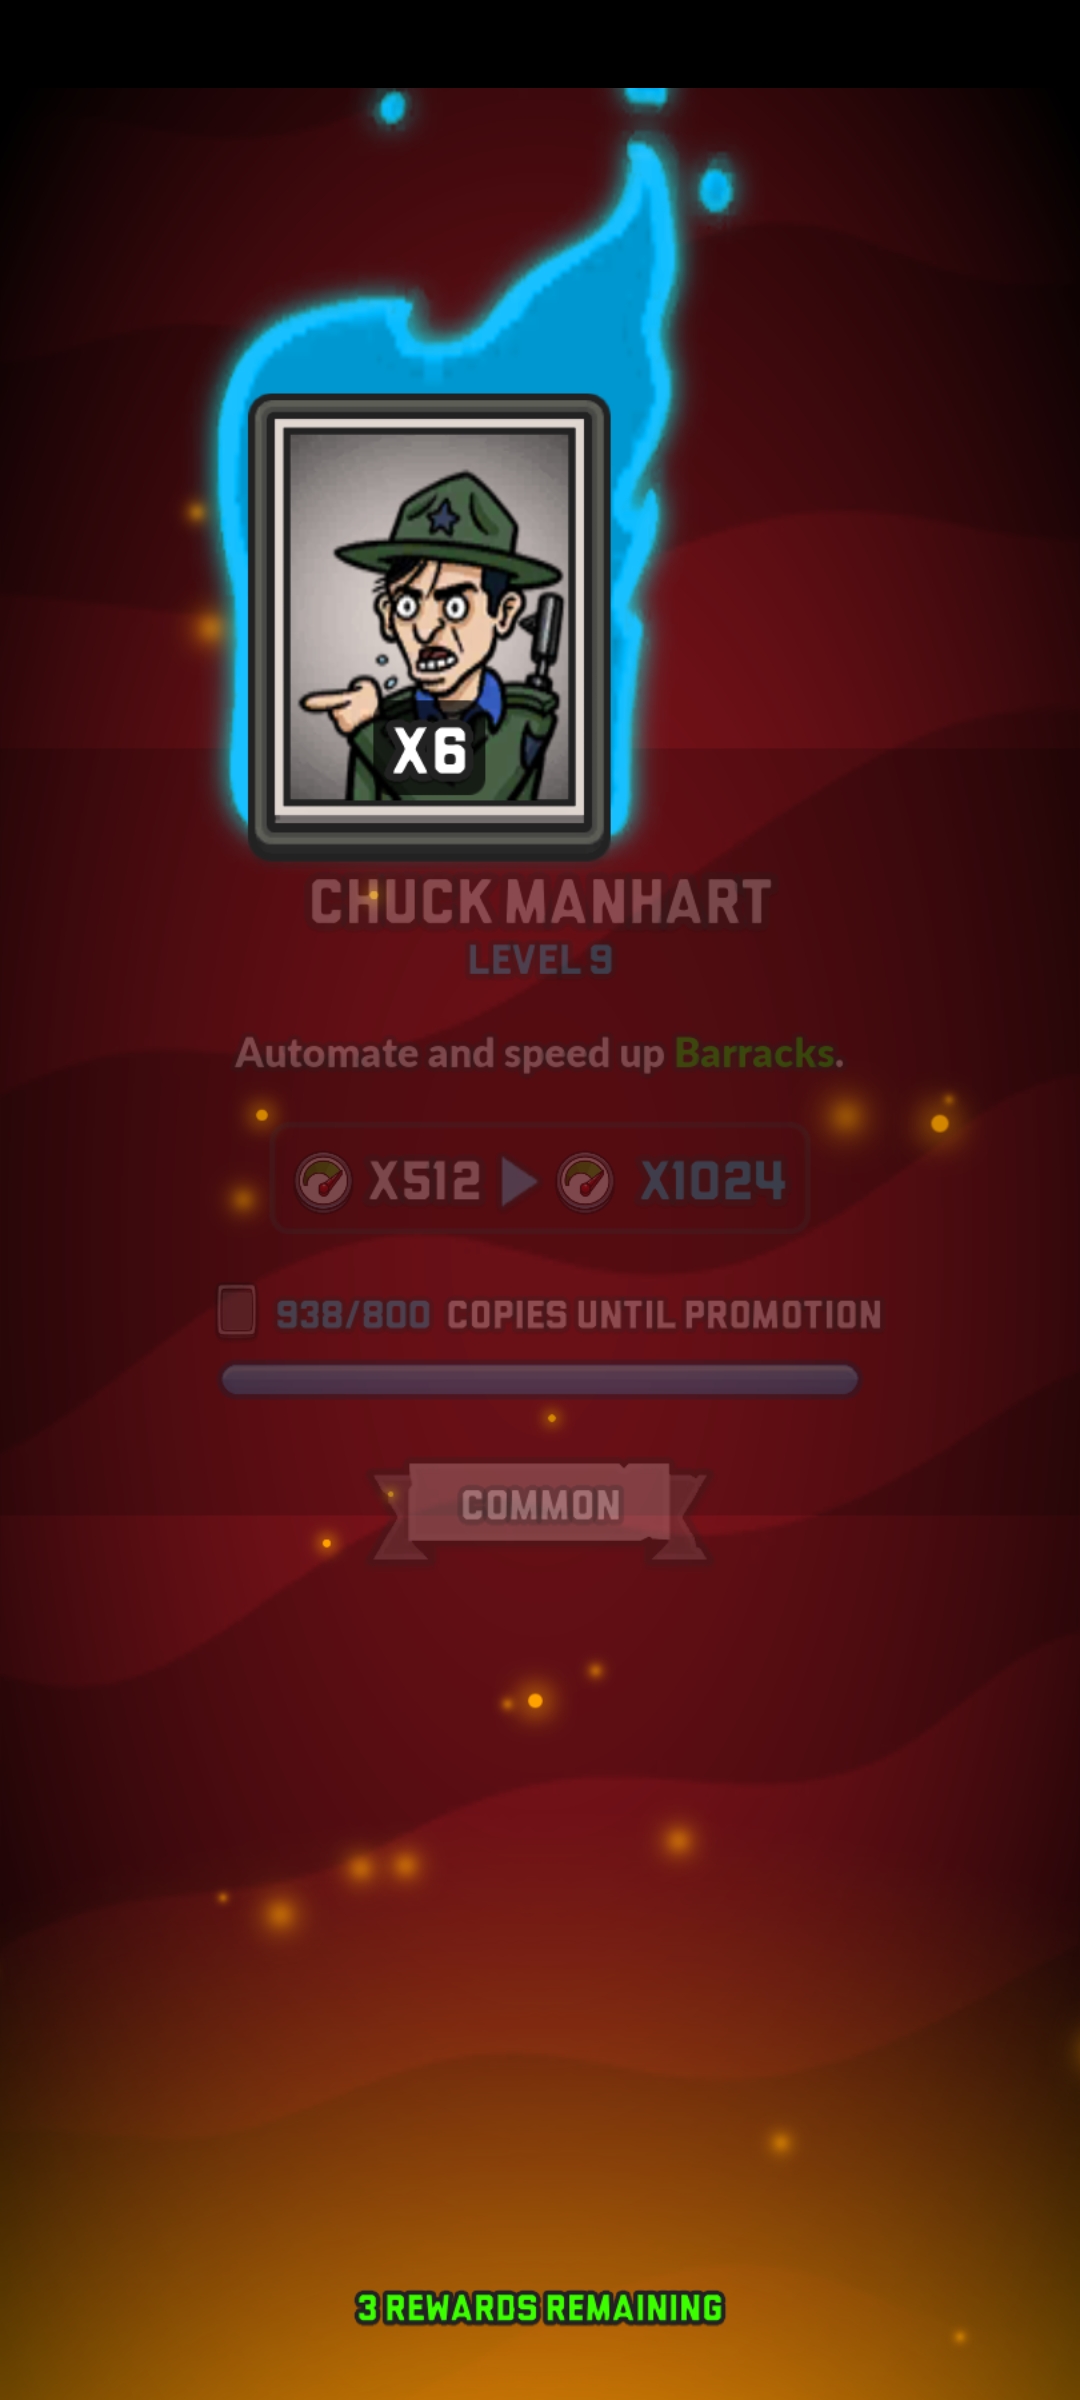 X6
CHUCK MANHART
LEVEL 9
Automate and speed up Barracks.
X512 X1024
938/800 COPIES UNTIL PROMOTION
COMMON
3 REWARDS REMAINING